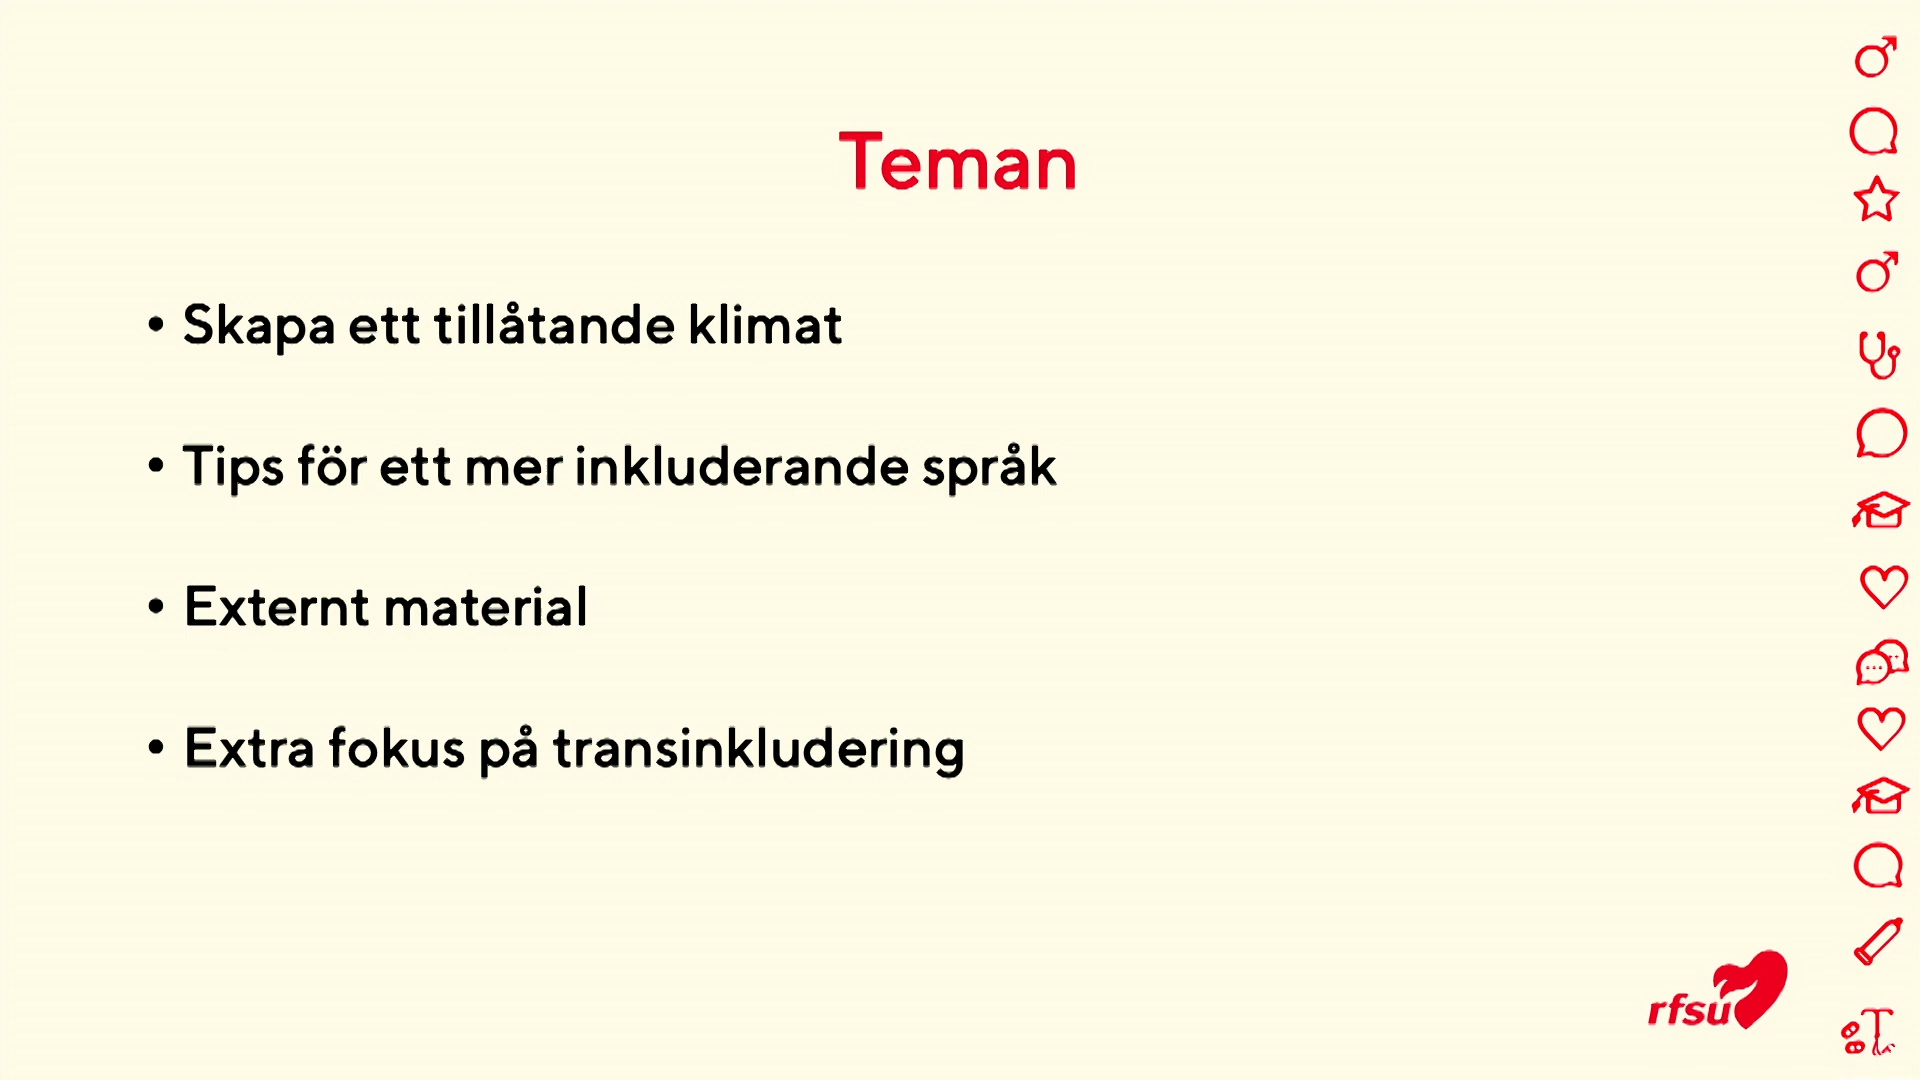 Teman
• Skapa ett tillåtande klimat
• Tips för ett mer inkluderande språk
• Externt material
• Extra fokus på transinkludering
rfsu